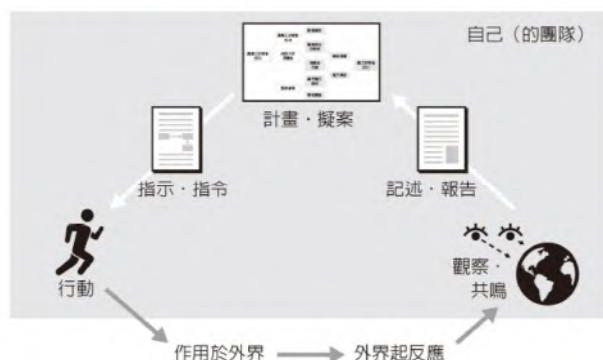 自己（的團隊）
計畫・擬案
指示・指令
記述・報告
行動
觀察・
共鳴
作用於外界
外界起反應